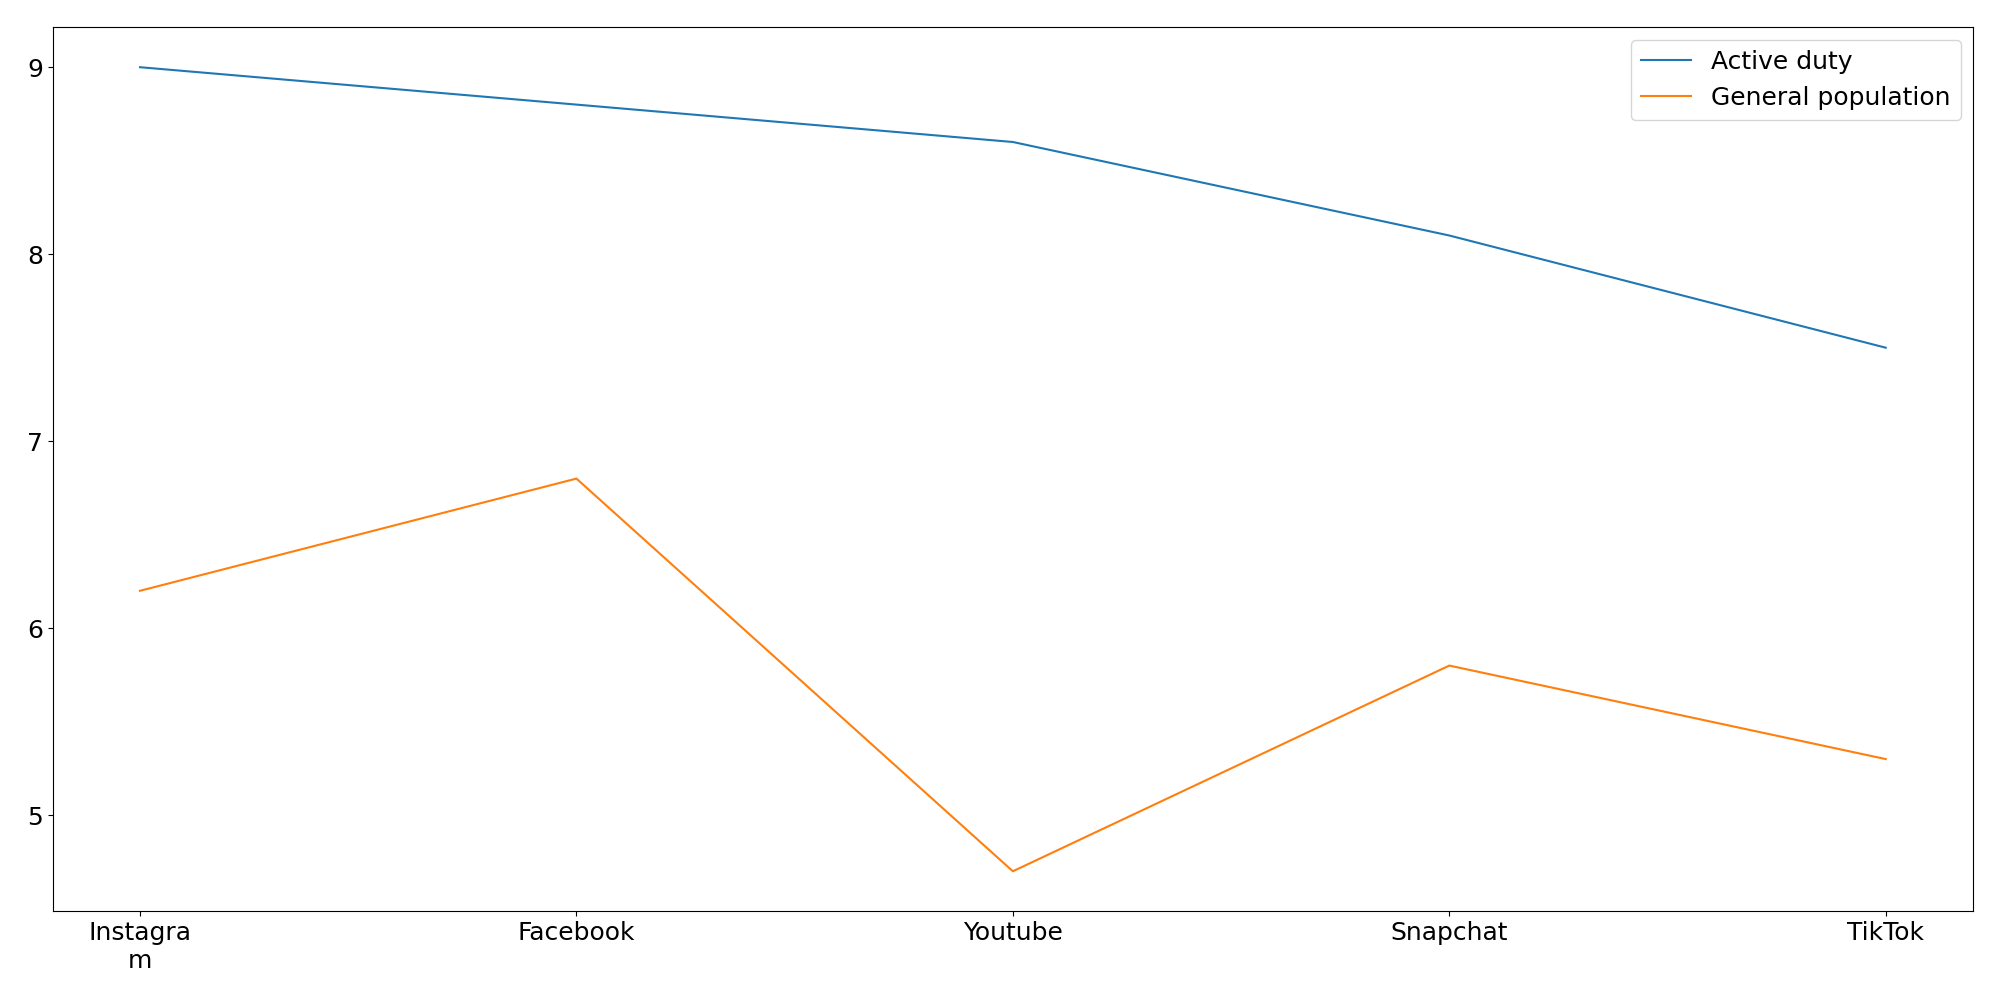 9
8
7
6
5
Active duty
General population
Instagra
m
Facebook
Youtube
Snapchat
TikTok